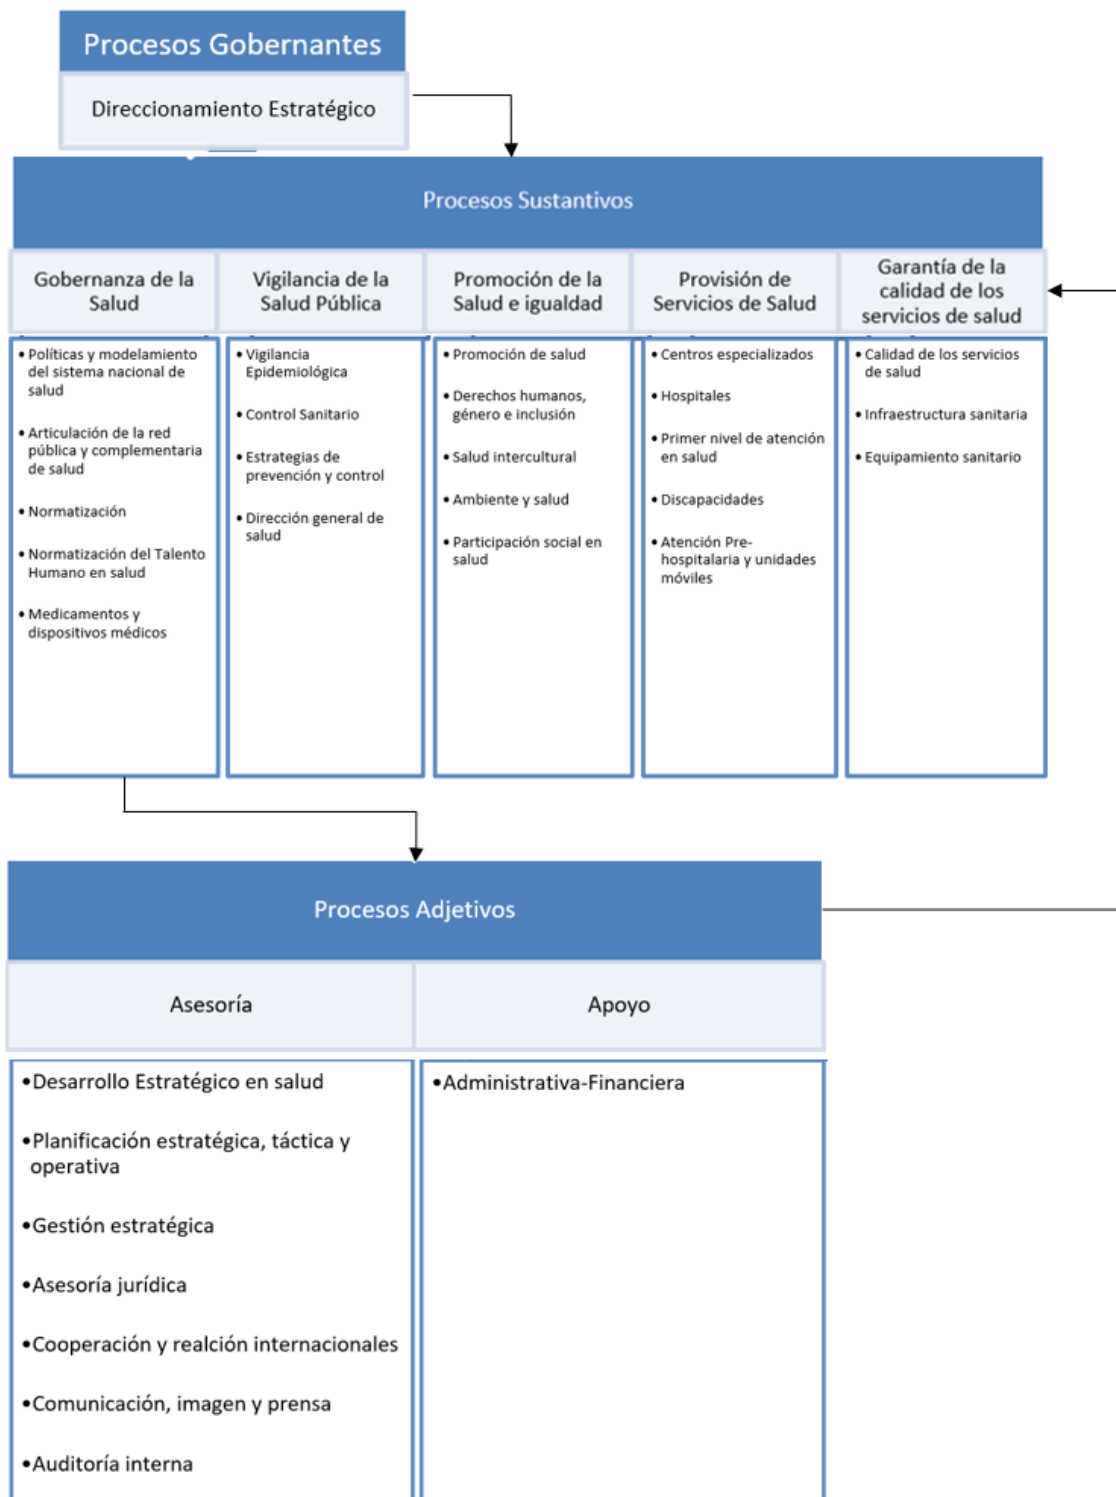 Procesos Gobernantes
Direccionamiento Estratégico
Procesos Sustantivos
Gobernanza de la
Salud
Vigilancia de la
Salud Pública
Promoción de la
Salud e igualdad
Provisión de
Servicios de Salud
Garantía de la
calidad de los
servicios de salud
• Políticas y modelamiento
del sistema nacional de
salud
• Articulación de la red
pública y complementaria
de salud
• Normatización
• Normatización del Talento
Humano en salud
• Medicamentos y
dispositivos médicos
• Vigilancia
Epidemiológica
• Control Sanitario
• Estrategias de
prevención y control
• Dirección general de
salud
• Promoción de salud
• Derechos humanos,
género e inclusión
• Salud intercultural
• Ambiente y salud
• Participación social en
salud
• Centros especializados
• Hospitales
• Primer nivel de atención
en salud
• Discapacidades
• Atención Pre-
hospitalaria y unidades
móviles
• Calidad de los servicios
de salud
• Infraestructura sanitaria
• Equipamiento sanitario
Procesos Adjetivos
Asesoría
Apoyo
•Desarrollo Estratégico en salud
•Planificación estratégica, táctica y
operativa
•Gestión estratégica
•Asesoría jurídica
•Cooperación y realción internacionales
•Comunicación, imagen y prensa
•Auditoría interna
•Administrativa-Financiera